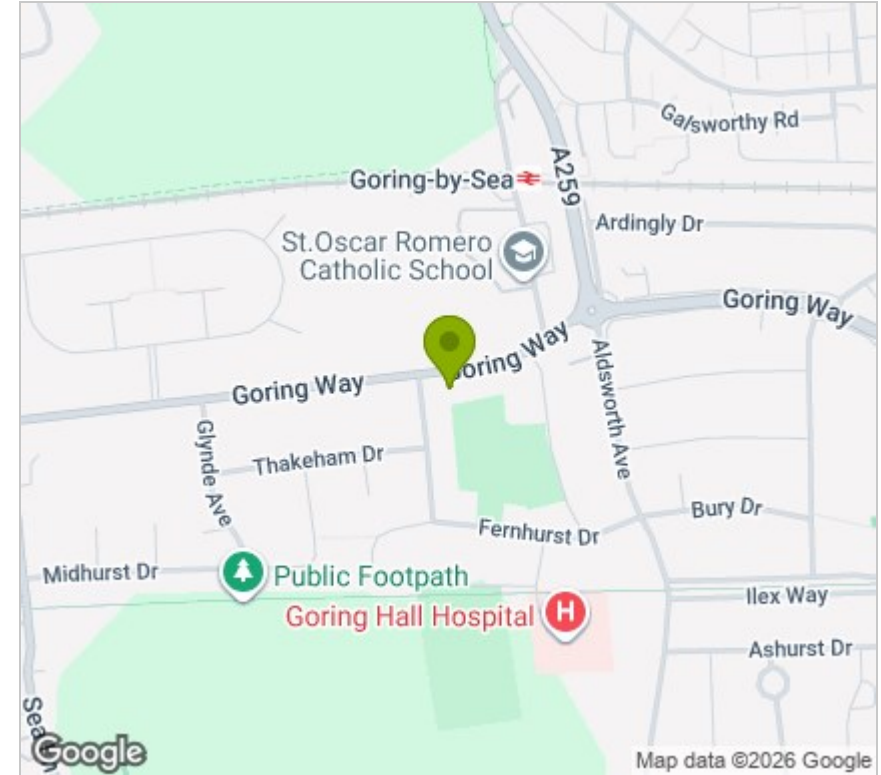 Galsworthy Rd
A259
Goring-by-Sea
Ardingly Dr
St.Oscar Romero
Catholic School
Goring Way
Goring Way
Goring Way
Aldsworth Ave
Glynde Ave
Thakeham Dr
Bury Dr
Fernhurst Dr
Midhurst Dr
Public Footpath
Ilex Way
Goring Hall Hospital
H
Ashurst Dr
Google
Map data ©2026 Google